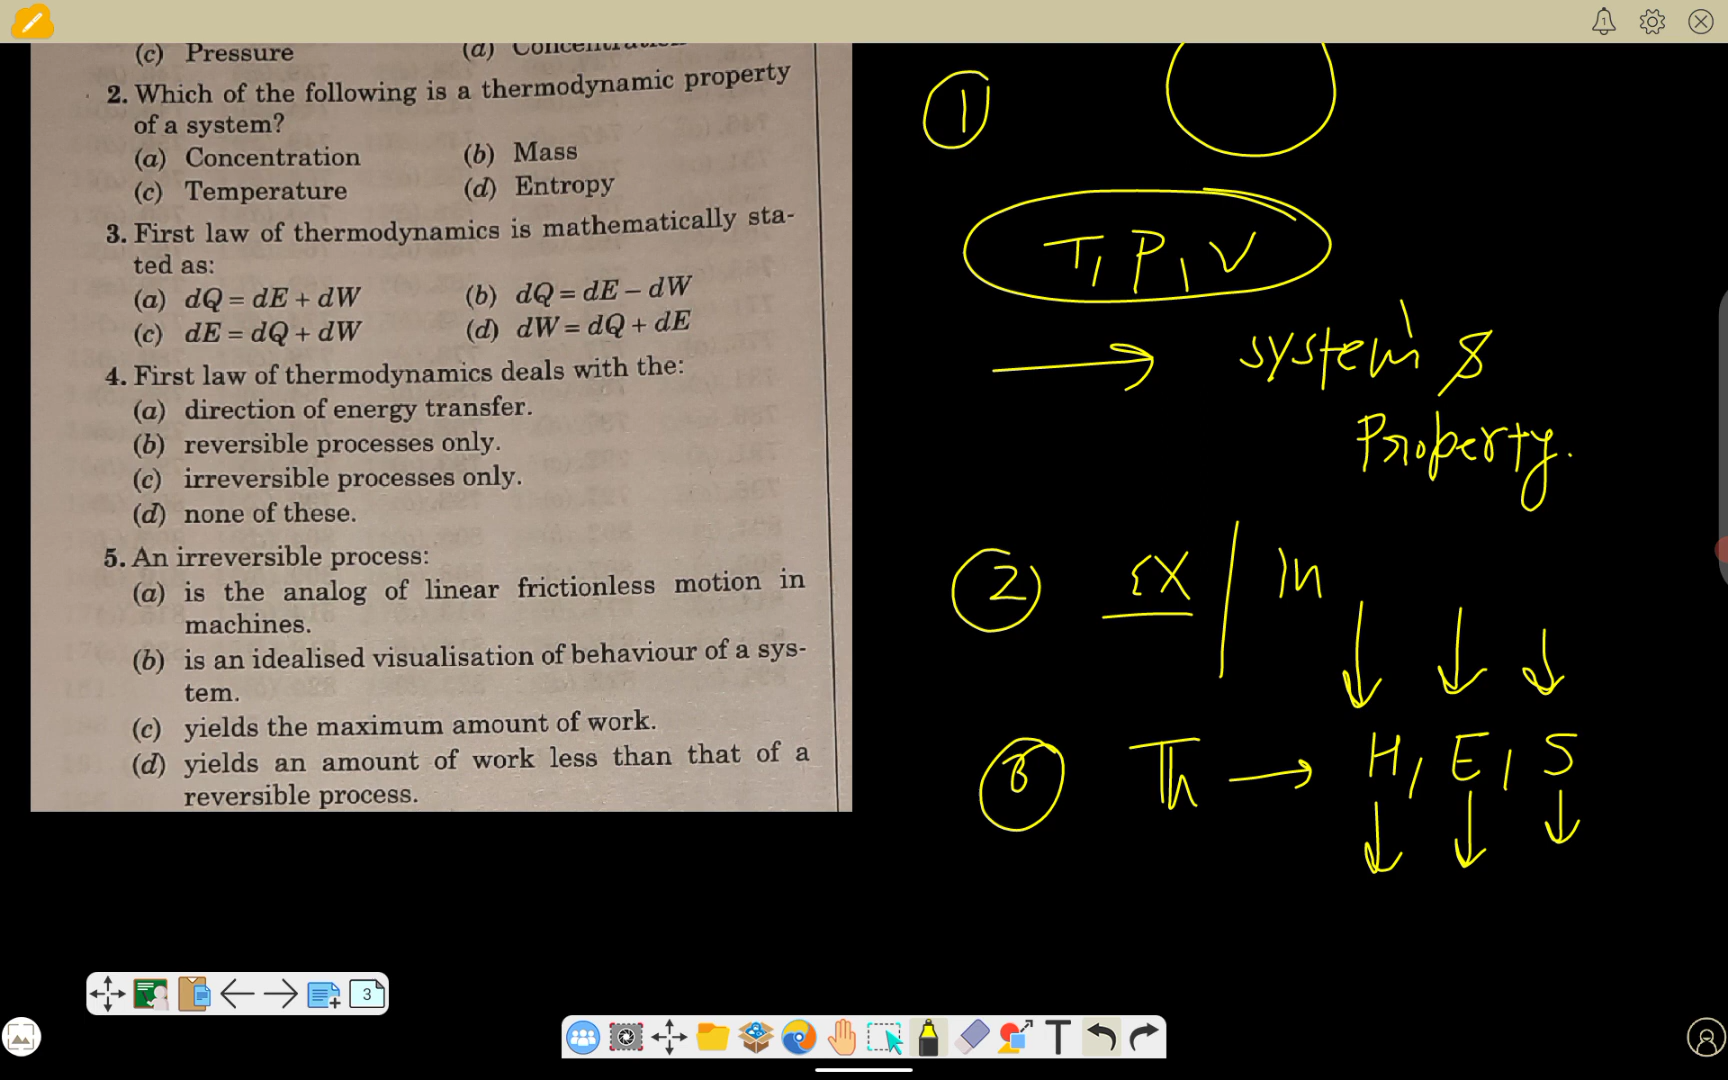 (c) Pressure
2. Which of the following is a thermodynamic property
of a system?
(a) Concentration (b) Mass
(c) Temperature (d) Entropy
3. First law of thermodynamics is mathematically sta-
ted as:
(a) dQ = dE + dW (b) dQ = dE – dW
(c) dE = dQ + dW (d) dW = dQ + dE
4. First law of thermodynamics deals with the:
(a) direction of energy transfer.
(b) reversible processes only.
(c) irreversible processes only.
(d) none of these.
5. An irreversible process:
(a) is the analog of linear frictionless motion in
machines.
(b) is an idealised visualisation of behaviour of a sys-
tem.
(c) yields the maximum amount of work.
(d) yields an amount of work less than that of a
reversible process.
1
T, P, V
system's
Property.
2 EX / In
3 Th → H, E, S
3
T